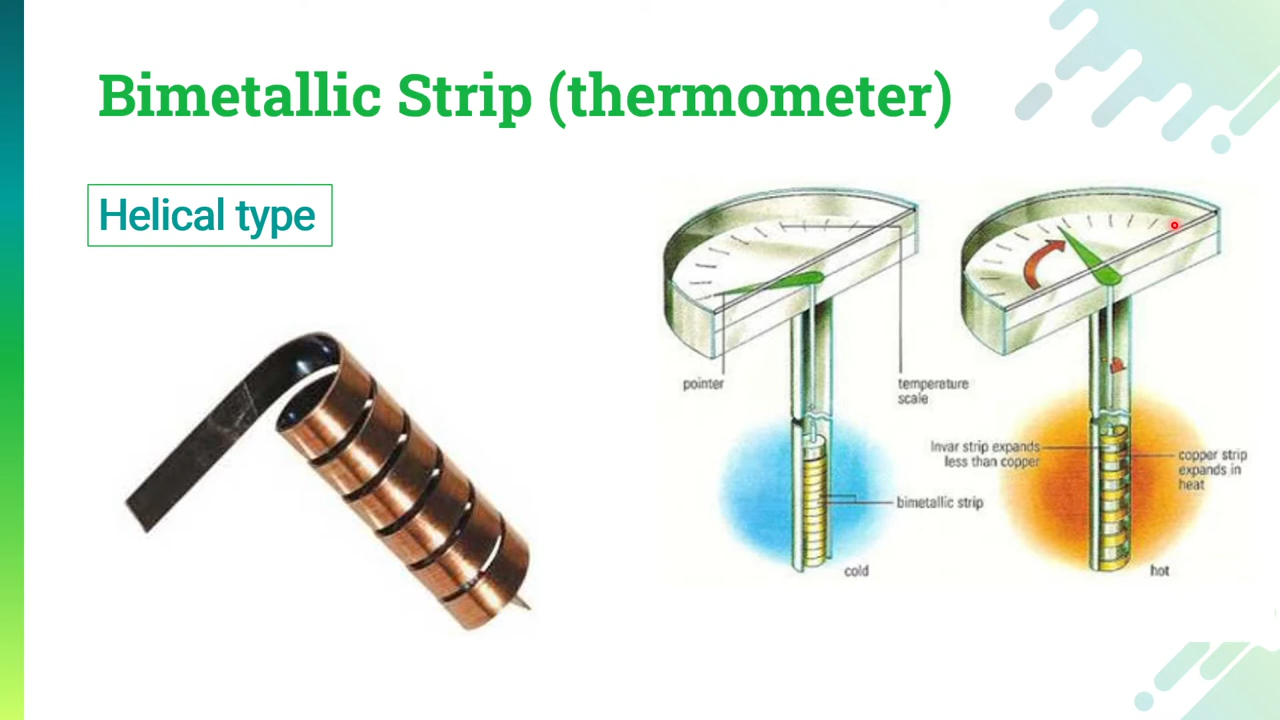 Bimetallic Strip (thermometer)
Helical type
pointer
temperature
scale
Invar strip expands
less than copper
copper strip
expands in
heat
bimetallic strip
cold
hot